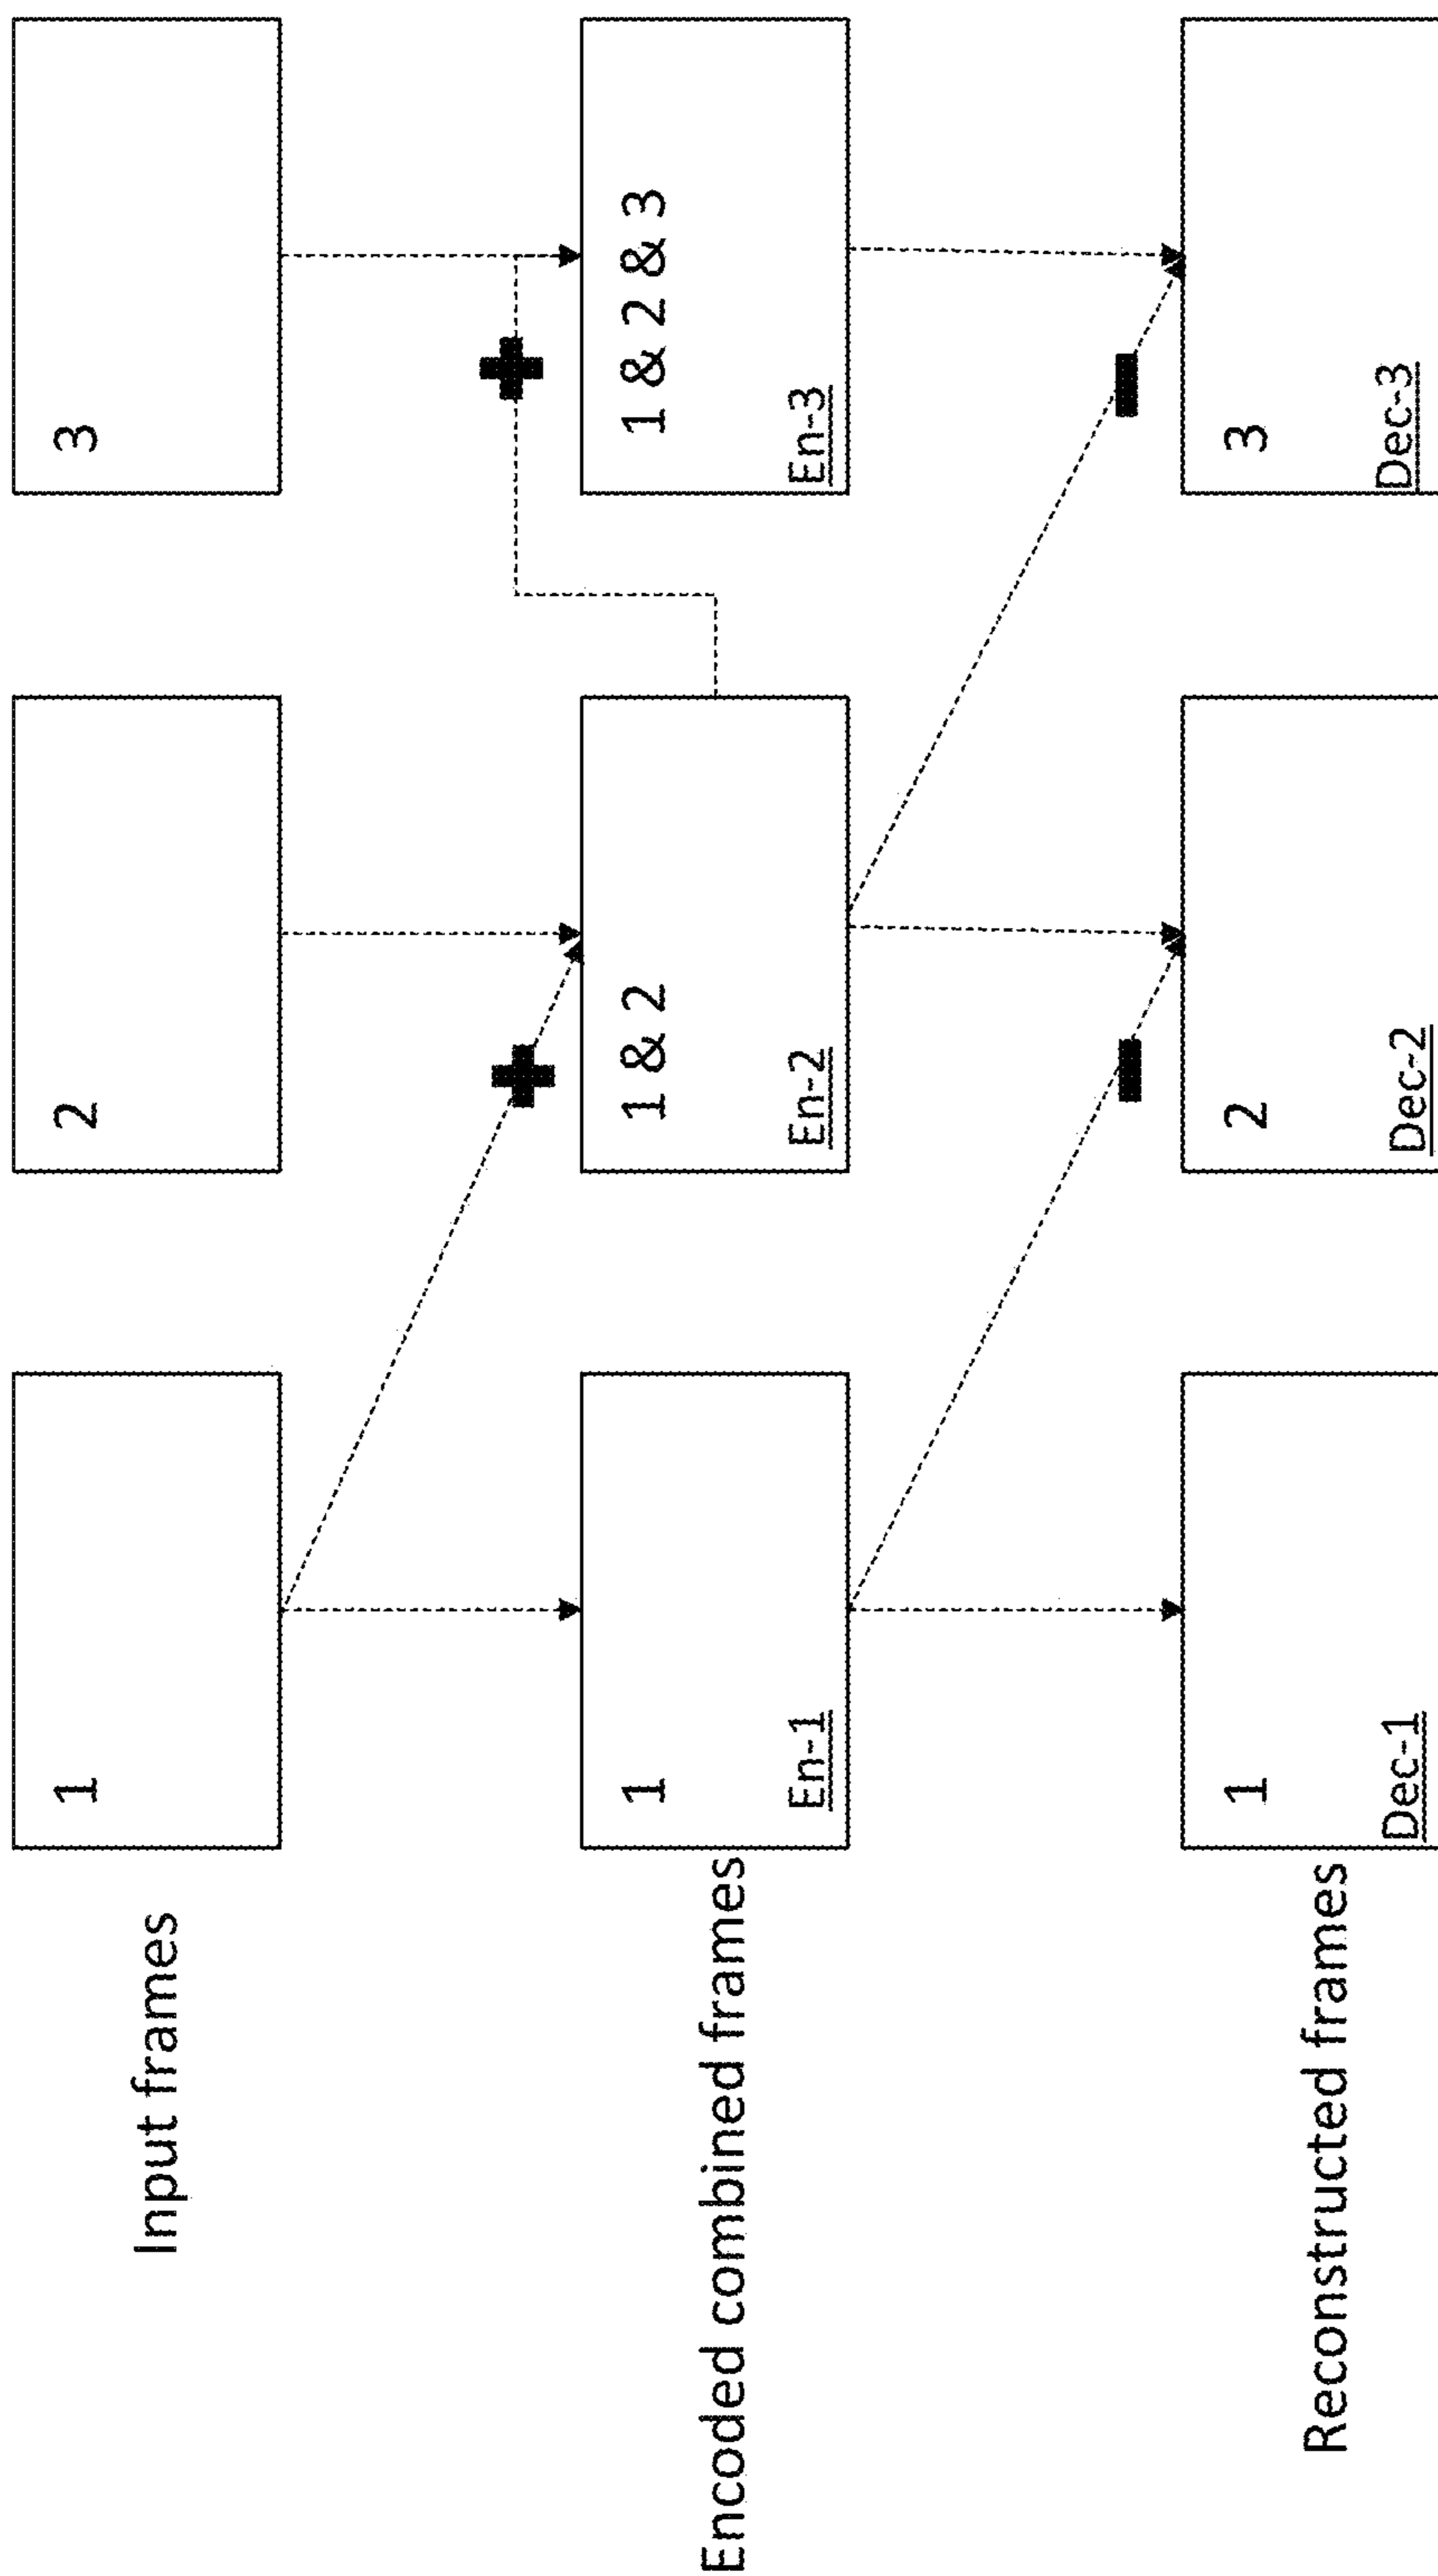 Input frames
1
2
3
Encoded combined frames
1
En-1
1 & 2
En-2
1 & 2 & 3
En-3
Reconstructed frames
1
Dec-1
2
Dec-2
3
Dec-3